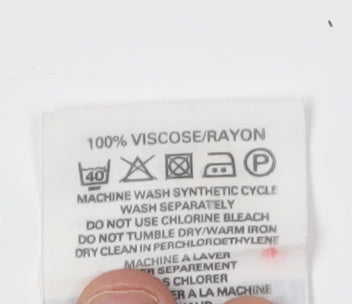 100% VISCOSE/RAYON
40 P
MACHINE WASH SYNTHETIC CYCLE
WASH SEPARATELY
DO NOT USE CHLORINE BLEACH
DO NOT TUMBLE DRY/WARM IRON
DRY CLEAN IN PERCHLOROETHYLENE
MACHINE A LAVER
SEPAREMENT
CHLORER
A LA MACHINE